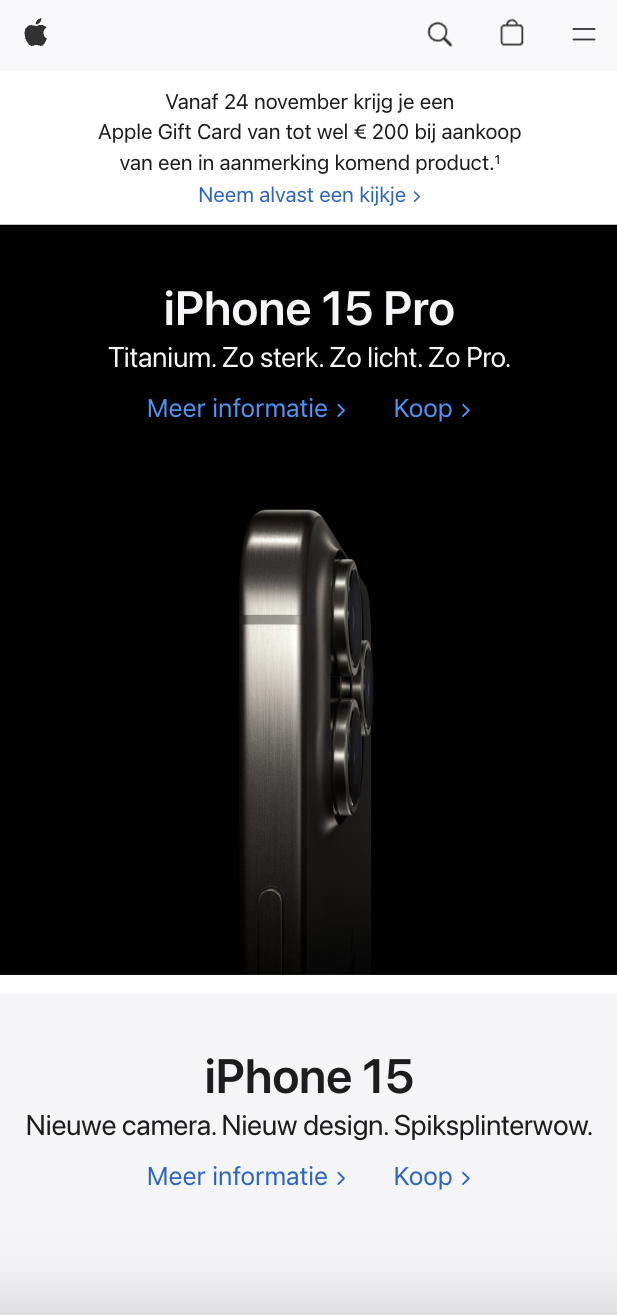 Vanaf 24 november krijg je een
Apple Gift Card van tot wel € 200 bij aankoop
van een in aanmerking komend product.¹
Neem alvast een kijkje >
iPhone 15 Pro
Titanium. Zo sterk. Zo licht. Zo Pro.
Meer informatie > Koop >
iPhone 15
Nieuwe camera. Nieuw design. Spiksplinterwow.
Meer informatie > Koop >